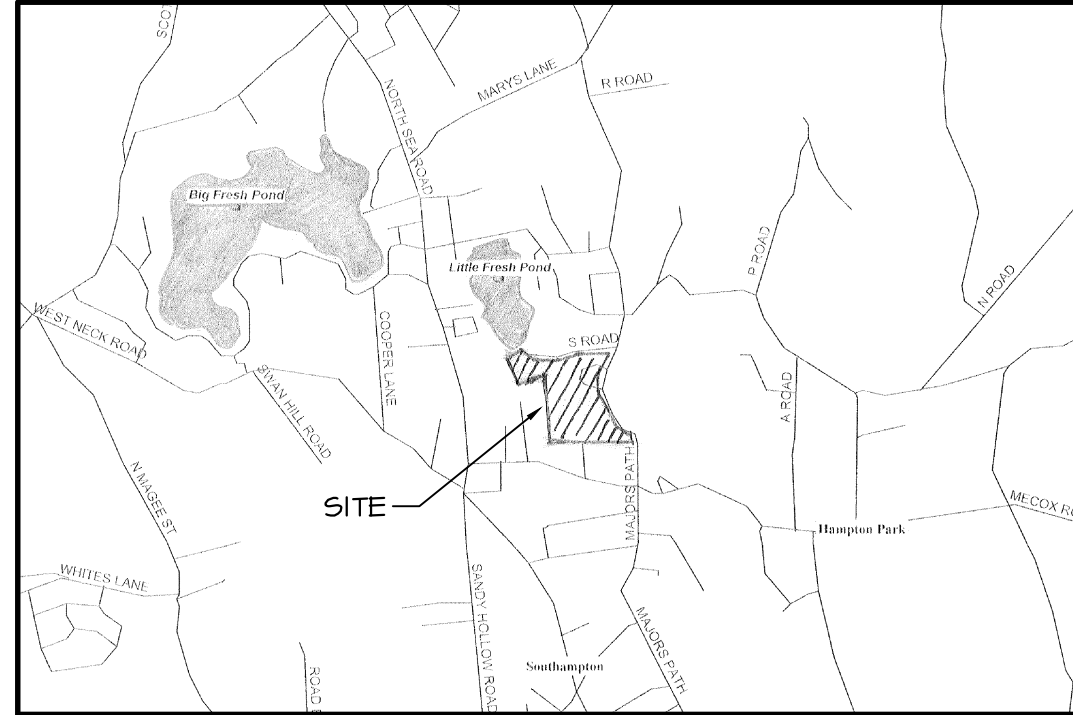 SCOT
MARYS LANE
R ROAD
NORTH SEA ROAD
Big Fresh Pond
P ROAD
Little Fresh Pond
N ROAD
WEST NECK ROAD
COOPER LANE
S ROAD
SWAN HILL ROAD
A ROAD
N MAGEE ST
SITE
MAJORS PATH
MECOX RO
Hampton Park
WHITES LANE
SANDY HOLLOW ROAD
MAJORS PATH
Southampton
ROAD